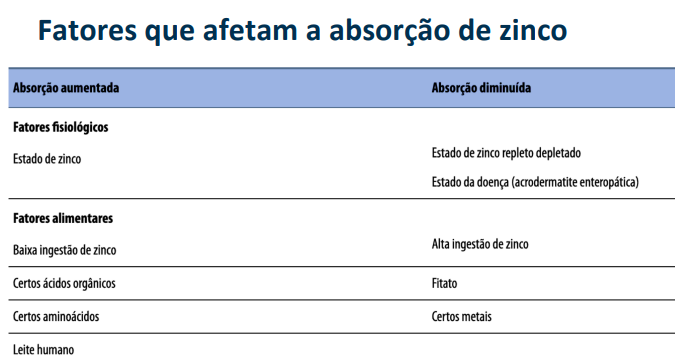 Fatores que afetam a absorção de zinco
Absorção aumentada
Absorção diminuída
Fatores fisiológicos
Estado de zinco
Estado de zinco repleto depletado
Estado da doença (acrodermatite enteropática)
Fatores alimentares
Baixa ingestão de zinco
Alta ingestão de zinco
Certos ácidos orgânicos
Fitato
Certos aminoácidos
Certos metais
Leite humano